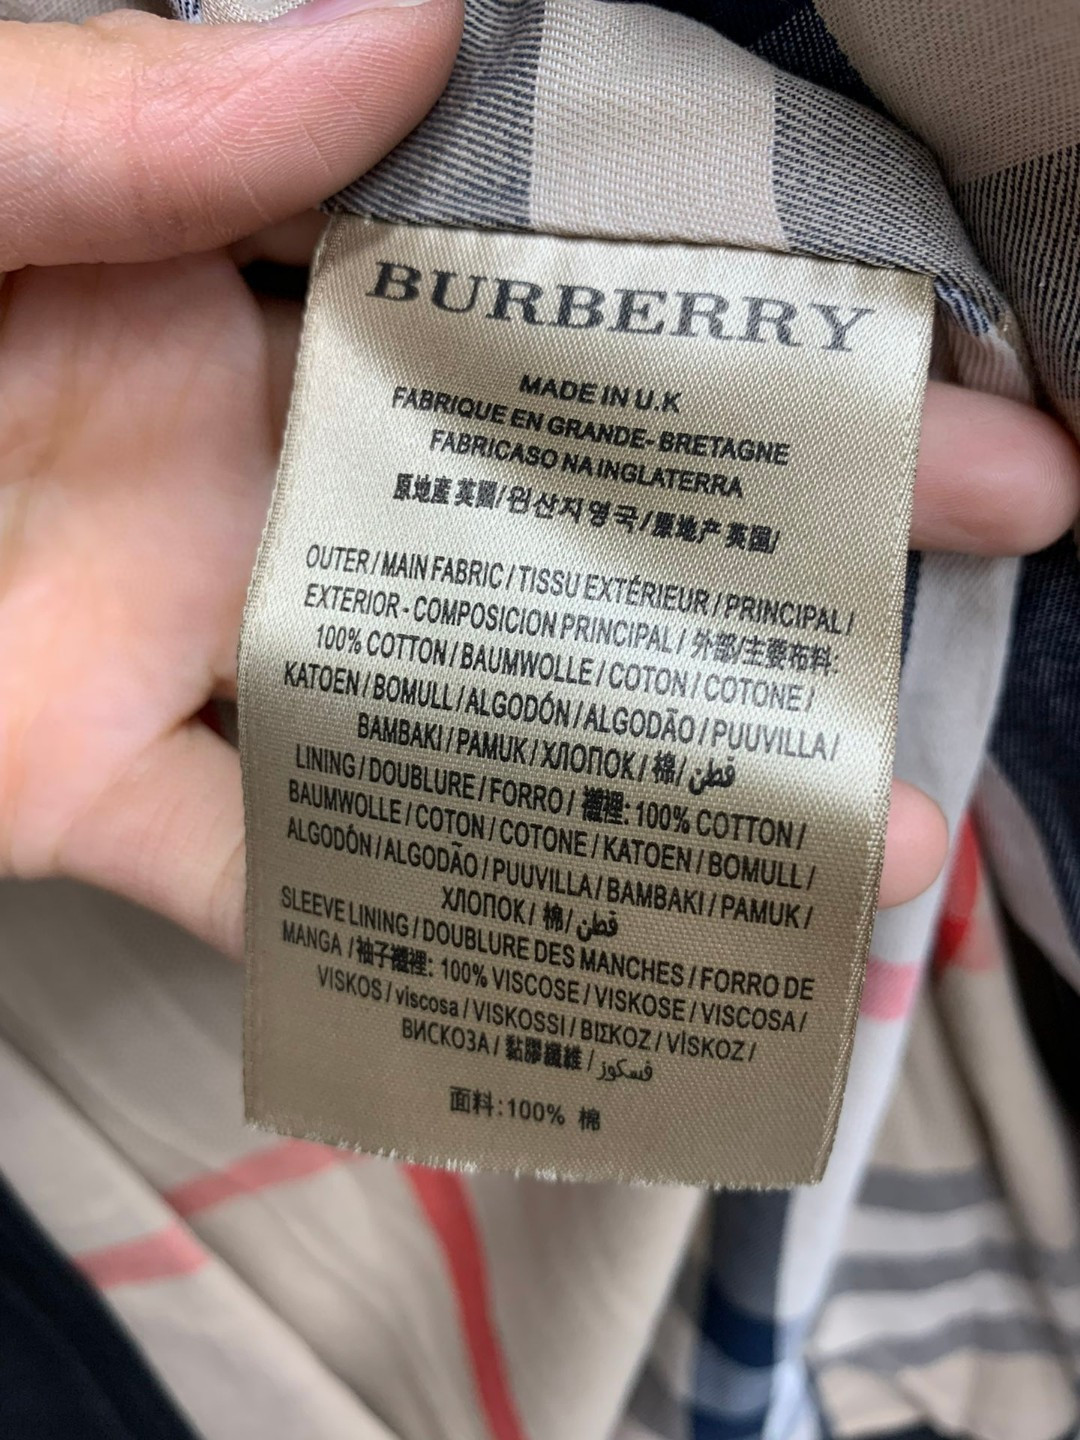 BURBERRY
MADE IN U.K
FABRIQUE EN GRANDE-BRETAGNE
FABRICASO NA INGLATERRA
原地產 英國/원산지 영국/原地产 英国/
OUTER / MAIN FABRIC / TISSU EXTÉRIEUR / PRINCIPAL /
EXTERIOR - COMPOSICION PRINCIPAL / 外部/主要布料:
100% COTTON / BAUMWOLLE / COTON / COTONE /
KATOEN / BOMULL / ALGODÓN / ALGODÃO / PUUVILLA /
BAMBAKI / PAMUK / ХЛОПОК / 棉 / قطن
LINING / DOUBLURE / FORRO / 襯裡: 100% COTTON /
BAUMWOLLE / COTON / COTONE / KATOEN / BOMULL /
ALGODÓN / ALGODÃO / PUUVILLA / BAMBAKI / PAMUK /
ХЛОПОК / 棉 / قطن
SLEEVE LINING / DOUBLURE DES MANCHES / FORRO DE
MANGA / 袖子襯裡: 100% VISCOSE / VISKOSE / VISCOSA /
VISKOS / viscosa / VISKOSSI / ΒΙΣΚΟΖ / VİSKOZ /
ВИСКОЗА / 黏膠纖維 / فسكوز
面料:100% 棉